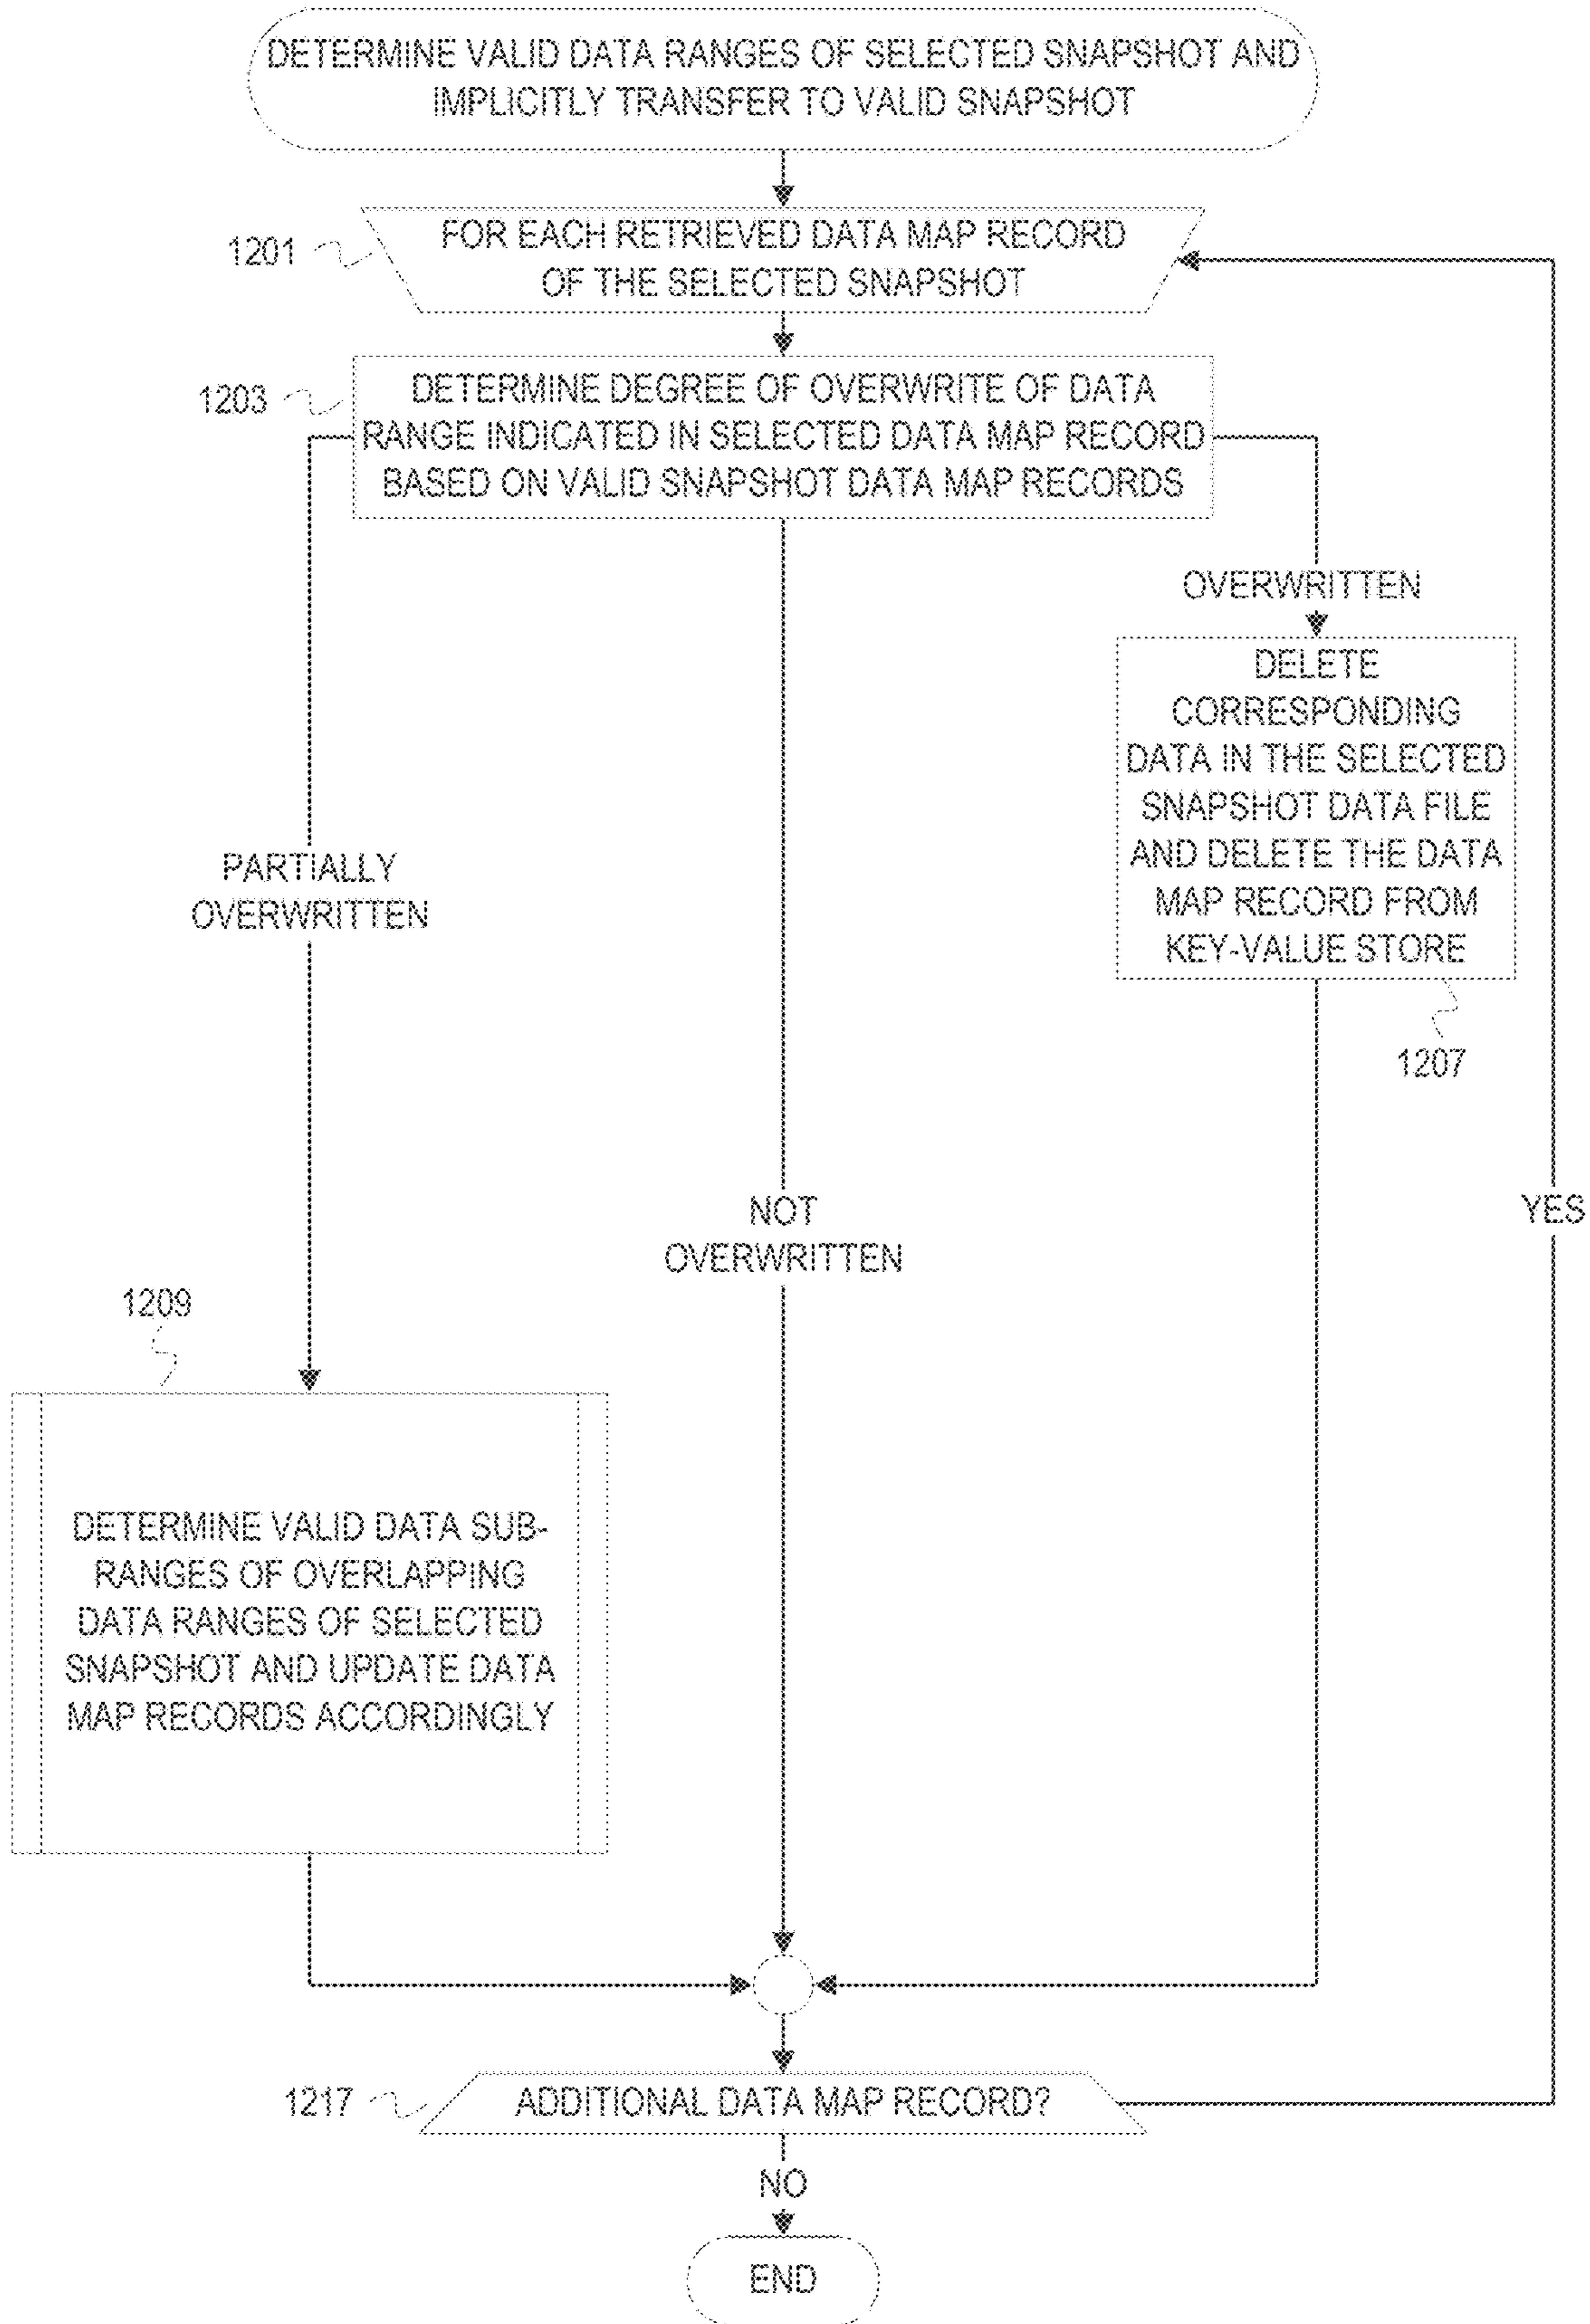 DETERMINE VALID DATA RANGES OF SELECTED SNAPSHOT AND
IMPLICITLY TRANSFER TO VALID SNAPSHOT
1201
FOR EACH RETRIEVED DATA MAP RECORD
OF THE SELECTED SNAPSHOT
1203
DETERMINE DEGREE OF OVERWRITE OF DATA
RANGE INDICATED IN SELECTED DATA MAP RECORD
BASED ON VALID SNAPSHOT DATA MAP RECORDS
OVERWRITTEN
DELETE
CORRESPONDING
DATA IN THE SELECTED
SNAPSHOT DATA FILE
AND DELETE THE DATA
MAP RECORD FROM
KEY-VALUE STORE
1207
PARTIALLY
OVERWRITTEN
NOT
OVERWRITTEN
YES
1209
DETERMINE VALID DATA SUB-
RANGES OF OVERLAPPING
DATA RANGES OF SELECTED
SNAPSHOT AND UPDATE DATA
MAP RECORDS ACCORDINGLY
1217
ADDITIONAL DATA MAP RECORD?
NO
END